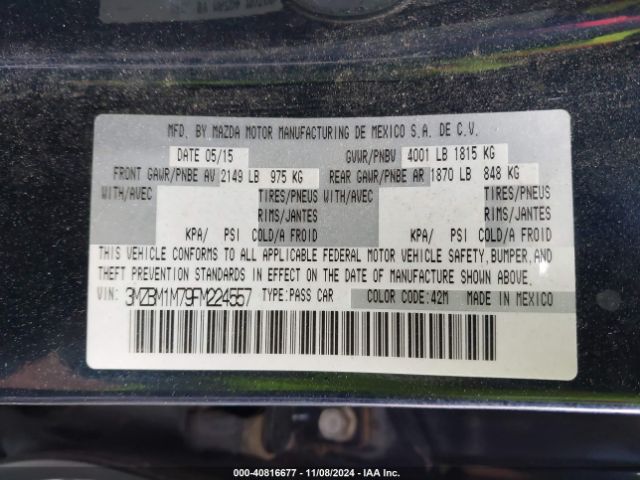 MFD. BY MAZDA MOTOR MANUFACTURING DE MEXICO S.A. DE C.V.
DATE 05/15 GVWR/PNBV 4001 LB 1815 KG
FRONT GAWR/PNBE AV 2149 LB 975 KG REAR GAWR/PNBE AR 1870 LB 848 KG
WITH/AVEC TIRES/PNEUS WITH/AVEC TIRES/PNEUS
RIMS/JANTES RIMS/JANTES
KPA/ PSI COLD/A FROID KPA/ PSI COLD/A FROID
THIS VEHICLE CONFORMS TO ALL APPLICABLE FEDERAL MOTOR VEHICLE SAFETY, BUMPER, AND
THEFT PREVENTION STANDARDS IN EFFECT ON THE DATE OF MANUFACTURE SHOWN ABOVE.
VIN: 3MZBM1M79FM224557 TYPE:PASS CAR COLOR CODE:42M MADE IN MEXICO
000-40816677 - 11/08/2024 - IAA Inc.